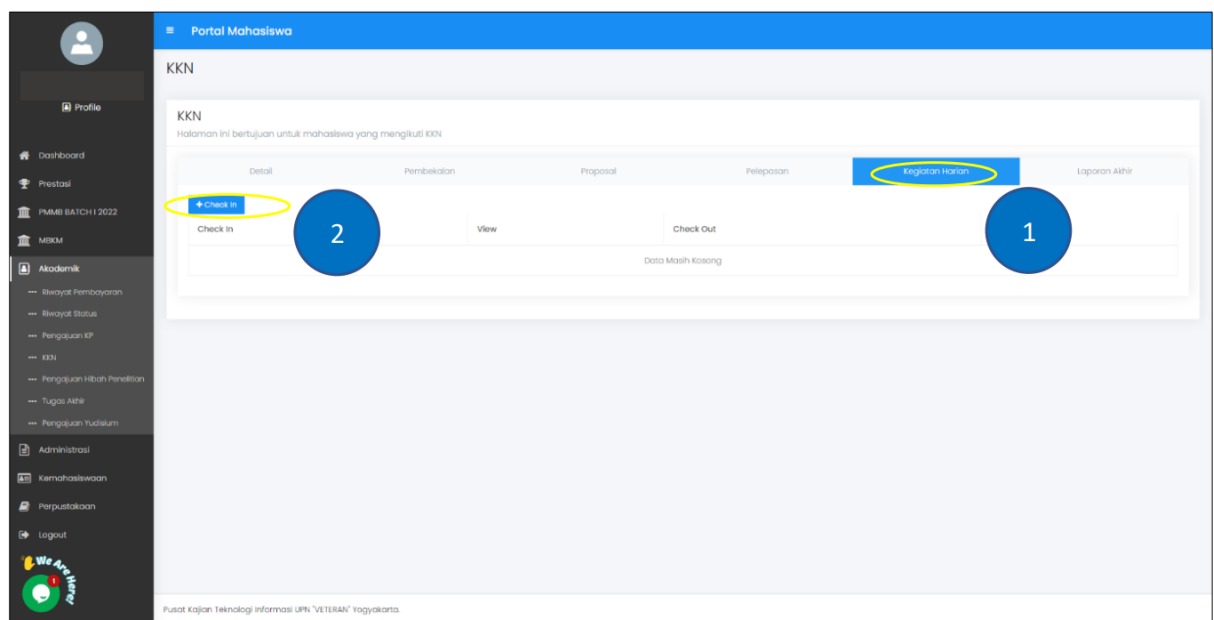 ≡ Portal Mahasiswa
KKN
Profile
KKN
Halaman ini bertujuan untuk mahasiswa yang mengikuti KKN
Dashboard
Prestasi
PMMB BATCH I 2022
MBKM
Akademik
Riwayat Pembayaran
Riwayat Status
Pengajuan KP
KKN
Pengajuan Hibah Penelitian
Tugas Akhir
Pengajuan Yudisium
Administrasi
Kemahasiswaan
Perpustakaan
Logout
We Are Here!
1
Detail Pembekalan Proposal Pelepasan Kegiatan Harian Laporan Akhir
+ Check In
Check In View Check Out
2
1
Data Masih Kosong
Pusat Kajian Teknologi Informasi UPN "VETERAN" Yogyakarta.